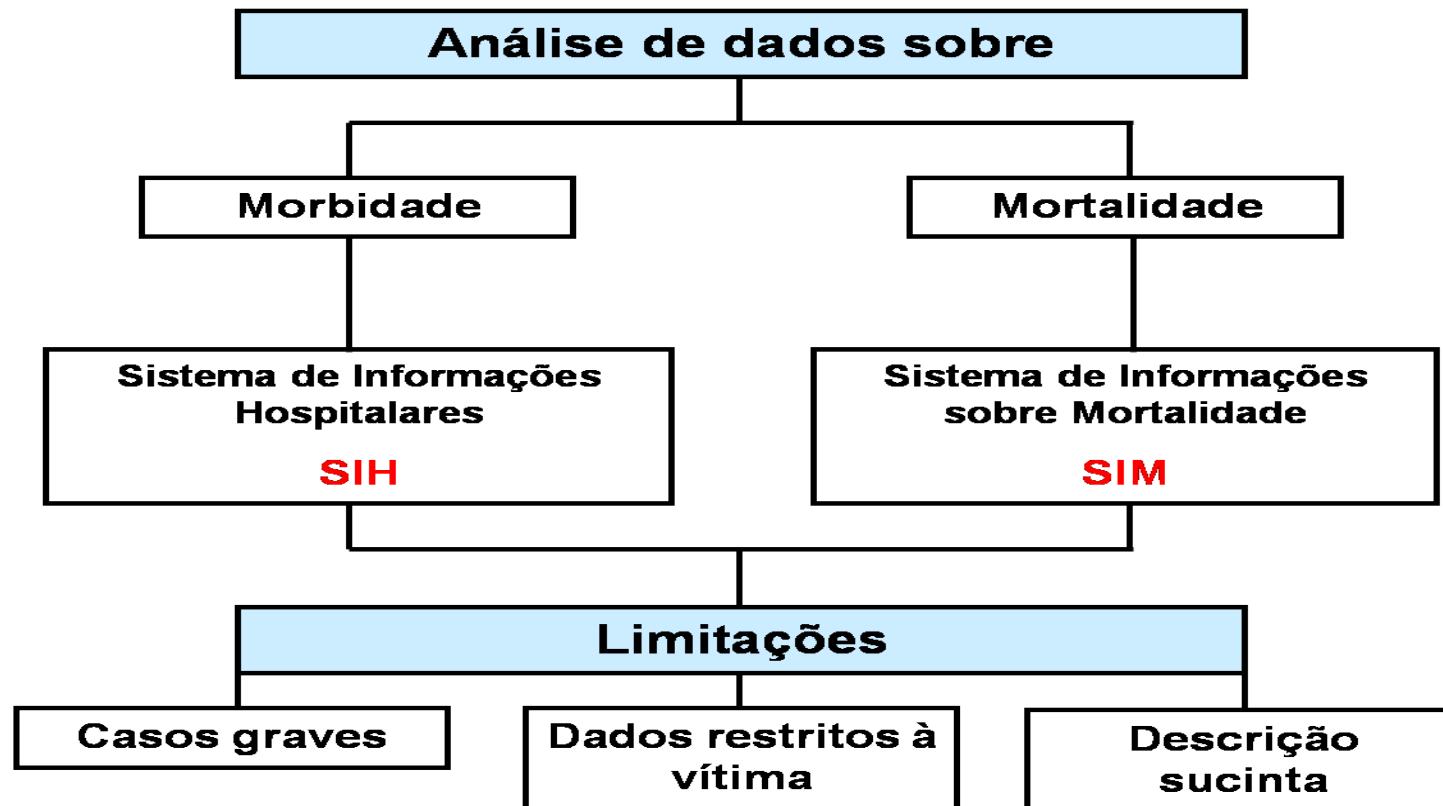 Análise de dados sobre
Morbidade
Mortalidade
Sistema de Informações
Hospitalares
SIH
Sistema de Informações
sobre Mortalidade
SIM
Limitações
Casos graves
Dados restritos à
vítima
Descrição
sucinta